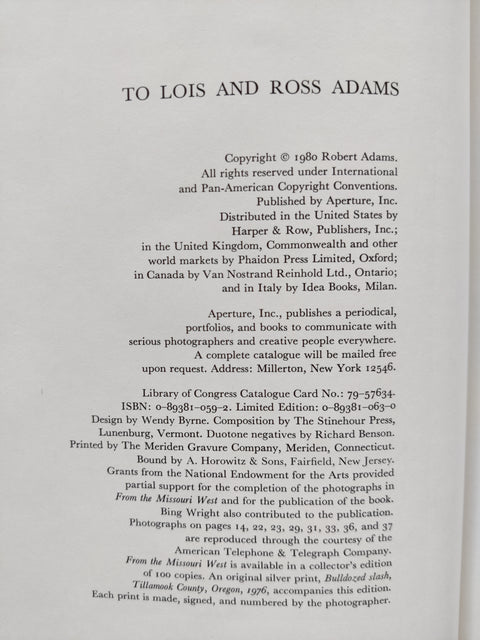 TO LOIS AND ROSS ADAMS
Copyright © 1980 Robert Adams.
All rights reserved under International
and Pan-American Copyright Conventions.
Published by Aperture, Inc.
Distributed in the United States by
Harper & Row, Publishers, Inc.;
in the United Kingdom, Commonwealth and other
world markets by Phaidon Press Limited, Oxford;
in Canada by Van Nostrand Reinhold Ltd., Ontario;
and in Italy by Idea Books, Milan.
Aperture, Inc., publishes a periodical,
portfolios, and books to communicate with
serious photographers and creative people everywhere.
A complete catalogue will be mailed free
upon request. Address: Millerton, New York 12546.
Library of Congress Catalogue Card No.: 79-57634.
ISBN: 0-89381-059-2. Limited Edition: 0-89381-063-0
Design by Wendy Byrne. Composition by The Stinehour Press,
Lunenburg, Vermont. Duotone negatives by Richard Benson.
Printed by The Meriden Gravure Company, Meriden, Connecticut.
Bound by A. Horowitz & Sons, Fairfield, New Jersey.
Grants from the National Endowment for the Arts provided
partial support for the completion of the photographs in
From the Missouri West and for the publication of the book.
Bing Wright also contributed to the publication.
Photographs on pages 14, 22, 23, 29, 31, 33, 36, and 37
are reproduced through the courtesy of the
American Telephone & Telegraph Company.
From the Missouri West is available in a collector's edition
of 100 copies. An original silver print, Bulldozed slash,
Tillamook County, Oregon, 1976, accompanies this edition.
Each print is made, signed, and numbered by the photographer.